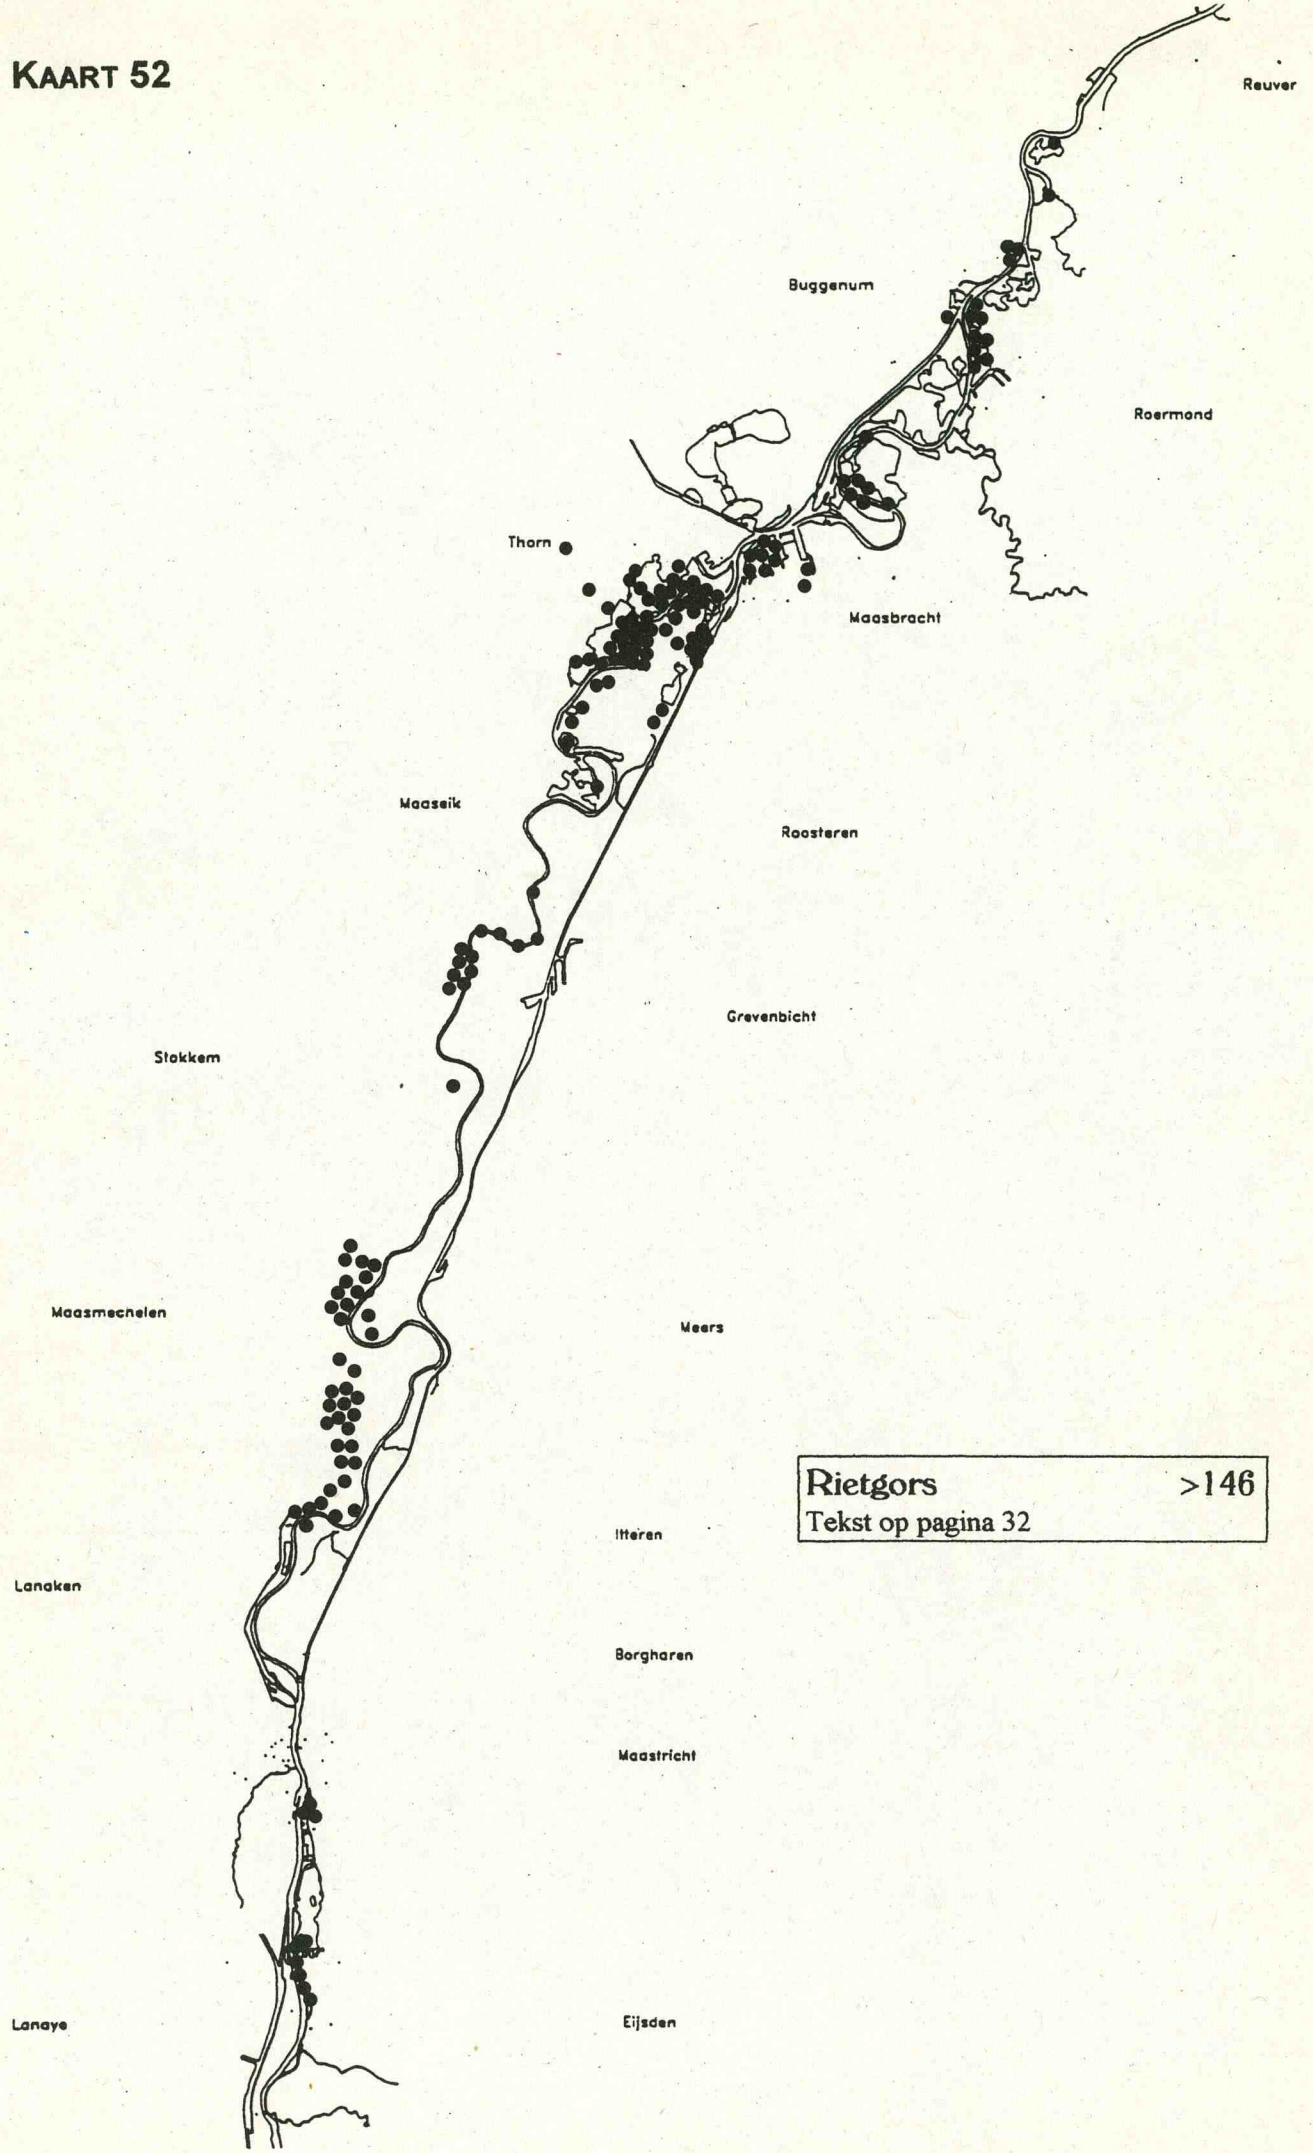 KAART 52
Reuver
Buggenum
Roermond
Thorn
Maasbracht
Maaseik
Roosteren
Grevenbicht
Stokkem
Maasmechelen
Meers
Rietgors >146
Tekst op pagina 32
Itteren
Lanaken
Borgharen
Maastricht
Lanaye
Eijsden